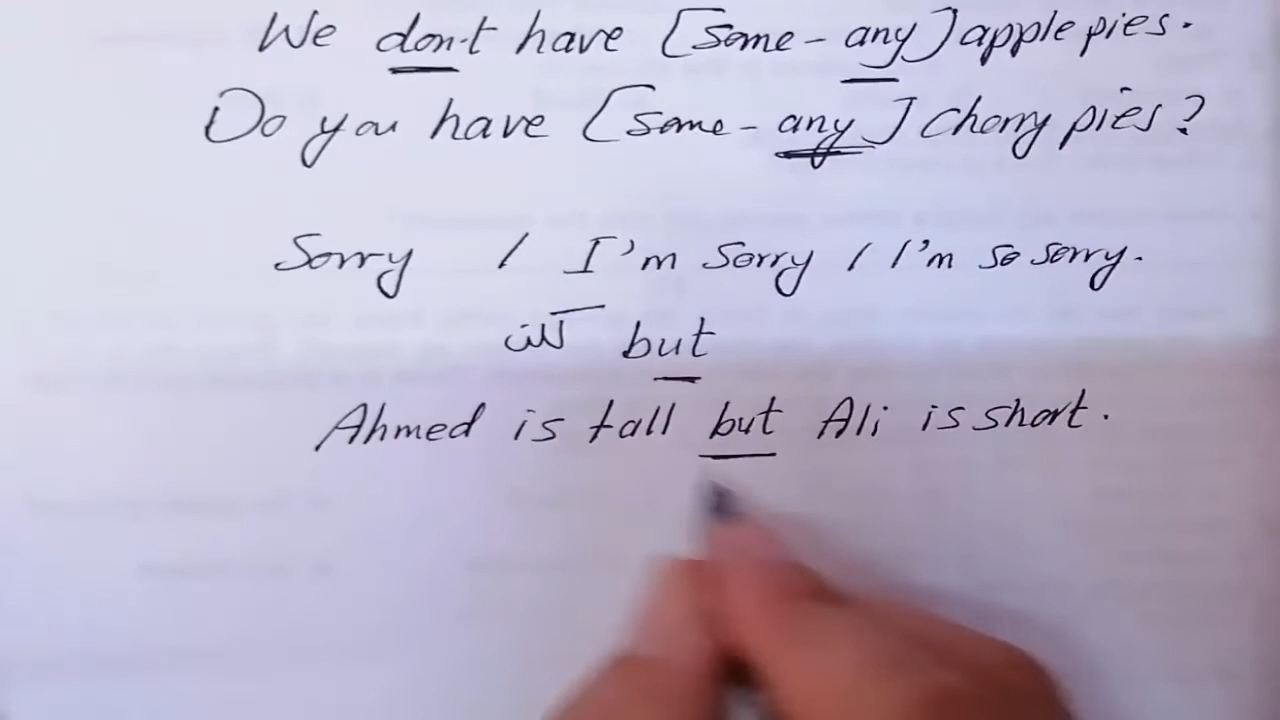 We don't have [some - any] apple pies.
Do you have [some - any] cherry pies?
Sorry / I'm sorry / I'm so sorry.
لكن but
Ahmed is tall but Ali is short.